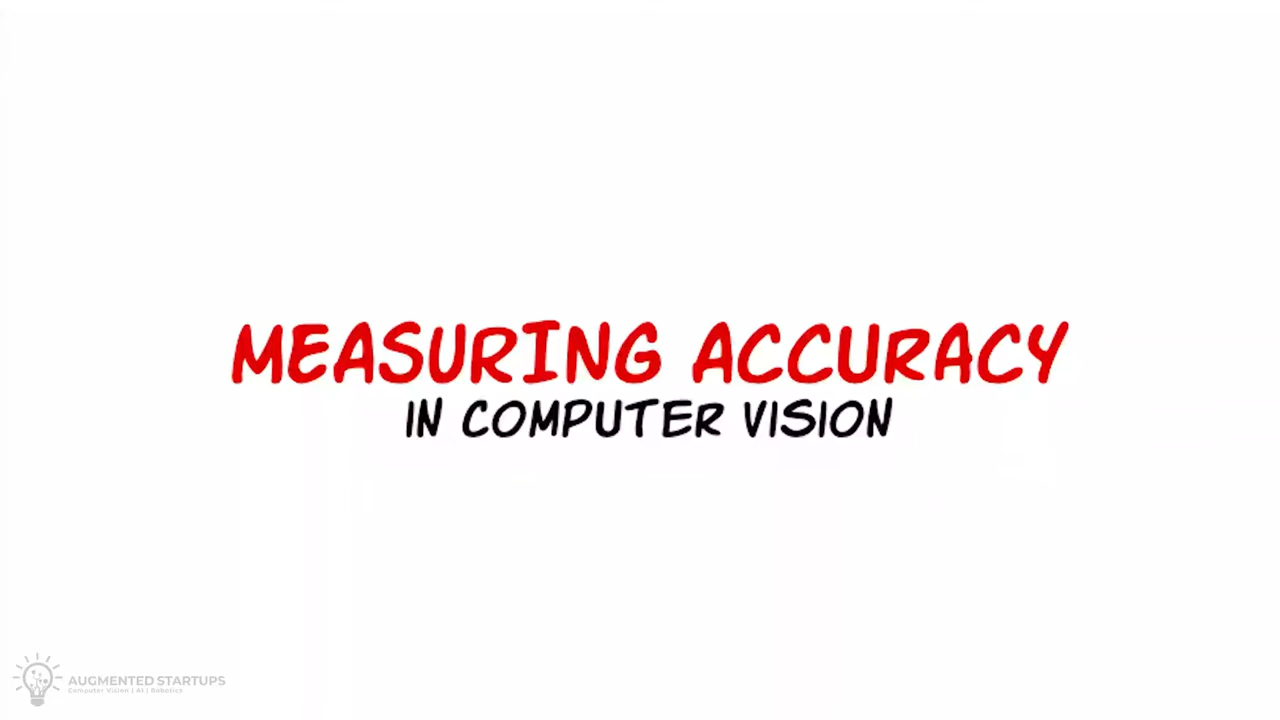 MEASURING ACCURACY
IN COMPUTER VISION
AUGMENTED STARTUPS
Computer Vision | AI | Robotics